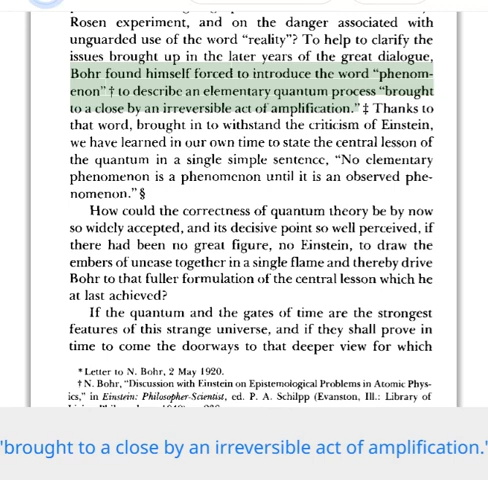 Rosen experiment, and on the danger associated with
unguarded use of the word “reality”? To help to clarify the
issues brought up in the later years of the great dialogue,
Bohr found himself forced to introduce the word “phenom-
enon”† to describe an elementary quantum process “brought
to a close by an irreversible act of amplification.”‡ Thanks to
that word, brought in to withstand the criticism of Einstein,
we have learned in our own time to state the central lesson of
the quantum in a single simple sentence, “No elementary
phenomenon is a phenomenon until it is an observed phe-
nomenon.”§
How could the correctness of quantum theory be by now
so widely accepted, and its decisive point so well perceived, if
there had been no great figure, no Einstein, to draw the
embers of unease together in a single flame and thereby drive
Bohr to that fuller formulation of the central lesson which he
at last achieved?
If the quantum and the gates of time are the strongest
features of this strange universe, and if they shall prove in
time to come the doorways to that deeper view for which
* Letter to N. Bohr, 2 May 1920.
† N. Bohr, “Discussion with Einstein on Epistemological Problems in Atomic Phys-
ics,” in Einstein: Philosopher-Scientist, ed. P. A. Schilpp (Evanston, Ill.: Library of
"brought to a close by an irreversible act of amplification."